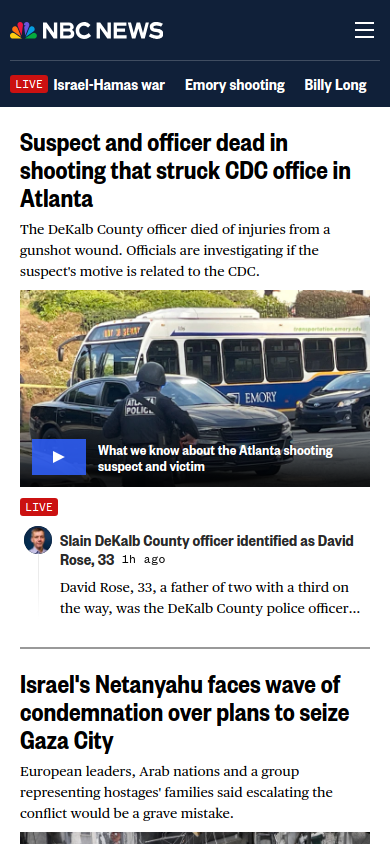 NBC NEWS
LIVE Israel-Hamas war Emory shooting Billy Long
Suspect and officer dead in
shooting that struck CDC office in
Atlanta
The DeKalb County officer died of injuries from a
gunshot wound. Officials are investigating if the
suspect's motive is related to the CDC.
transportation.emory.edu
EMORY
ATLANTA
POLICE
What we know about the Atlanta shooting
suspect and victim
LIVE
Slain DeKalb County officer identified as David
Rose, 33 1h ago
David Rose, 33, a father of two with a third on
the way, was the DeKalb County police officer...
Israel's Netanyahu faces wave of
condemnation over plans to seize
Gaza City
European leaders, Arab nations and a group
representing hostages' families said escalating the
conflict would be a grave mistake.